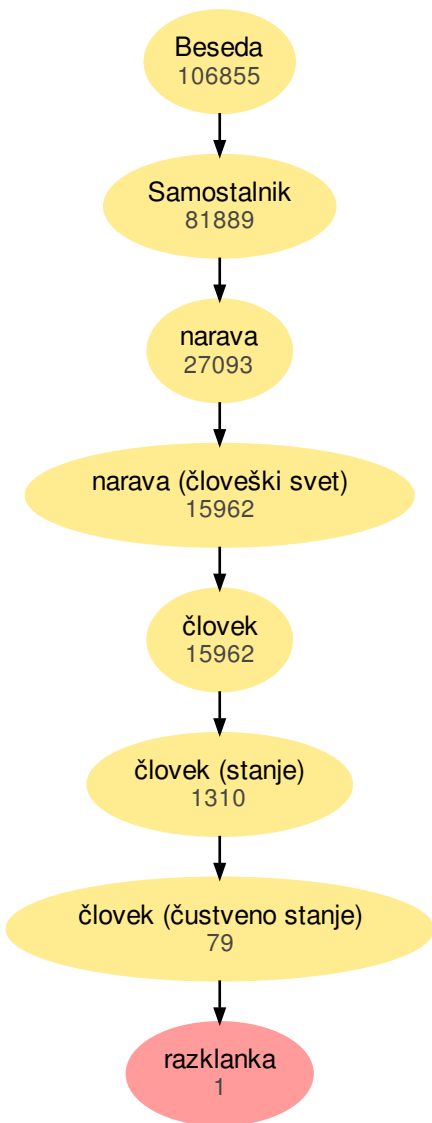 Beseda
106855
Samostalnik
81889
narava
27093
narava (človeški svet)
15962
človek
15962
človek (stanje)
1310
človek (čustveno stanje)
79
razklanka
1